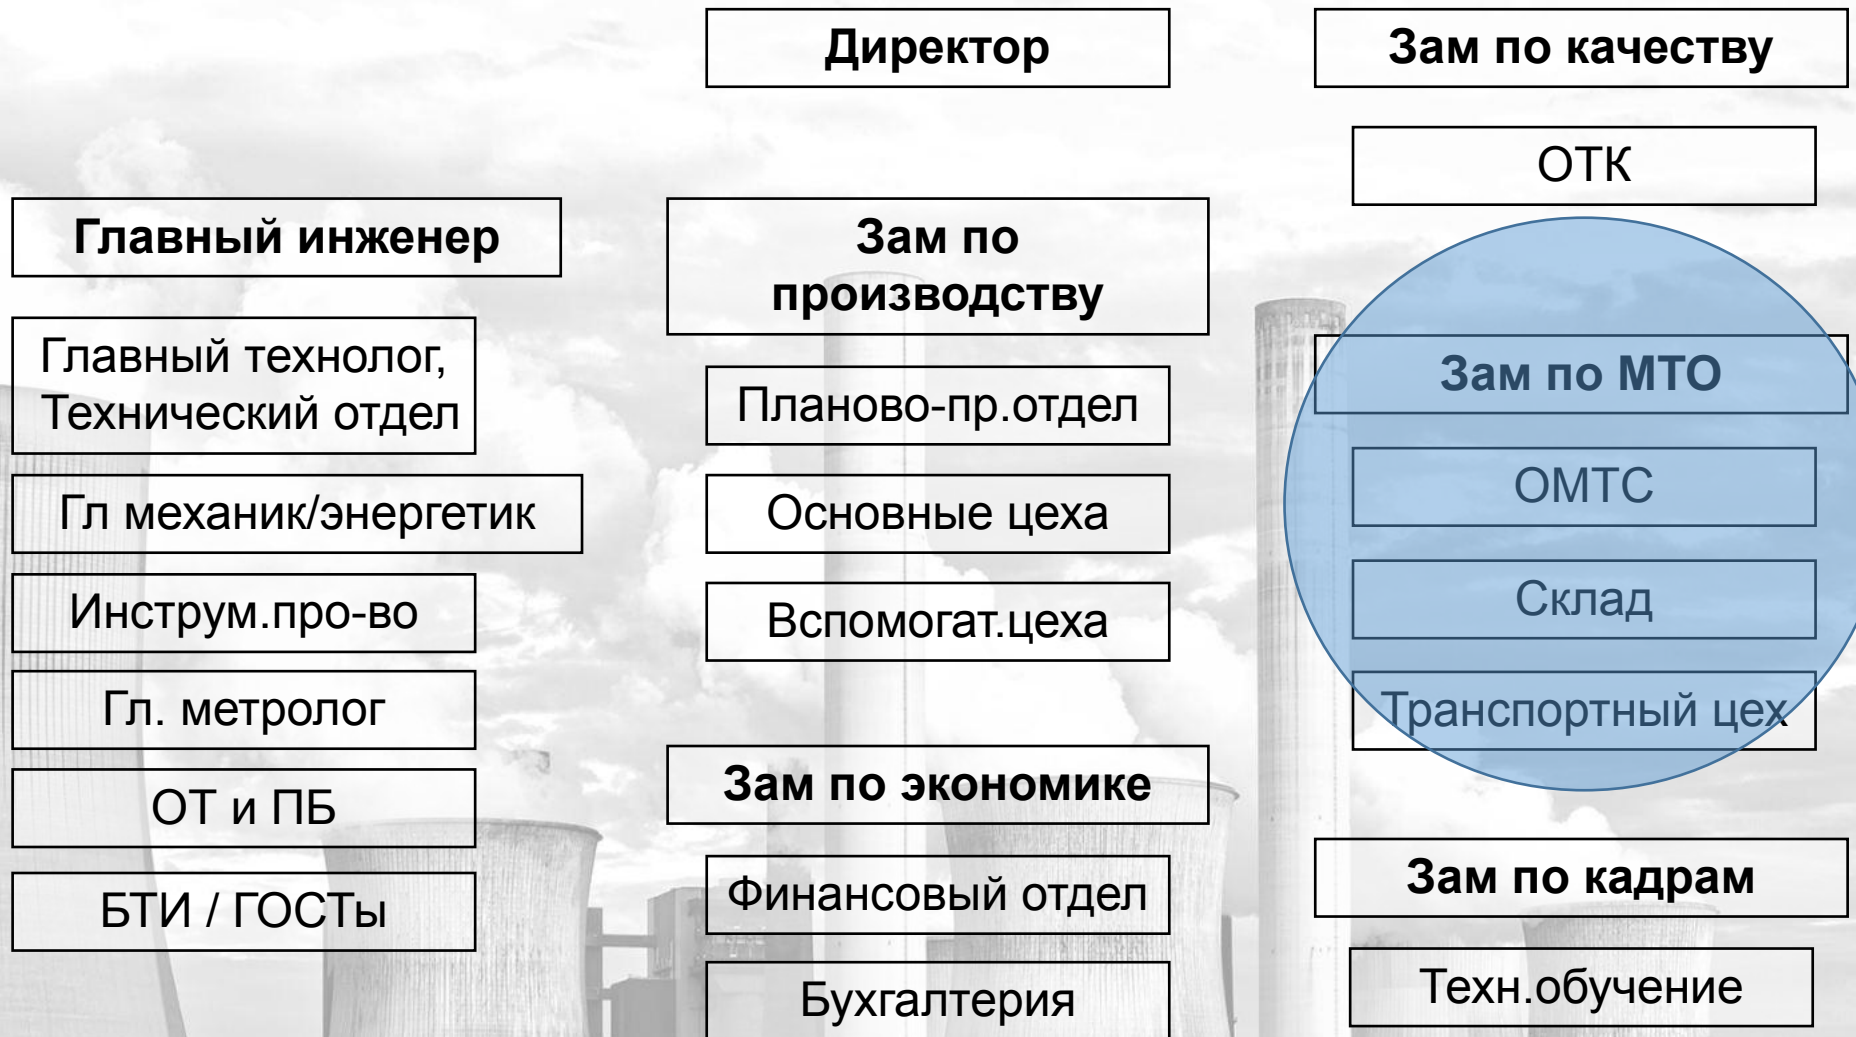 Директор
Зам по качеству
ОТК
Главный инженер
Зам по
производству
Главный технолог,
Технический отдел
Зам по МТО
Планово-пр.отдел
ОМТС
Гл механик/энергетик
Основные цеха
Склад
Инструм.про-во
Вспомогат.цеха
Гл. метролог
Транспортный цех
Зам по экономике
ОТ и ПБ
Зам по кадрам
БТИ / ГОСТы
Финансовый отдел
Техн.обучение
Бухгалтерия